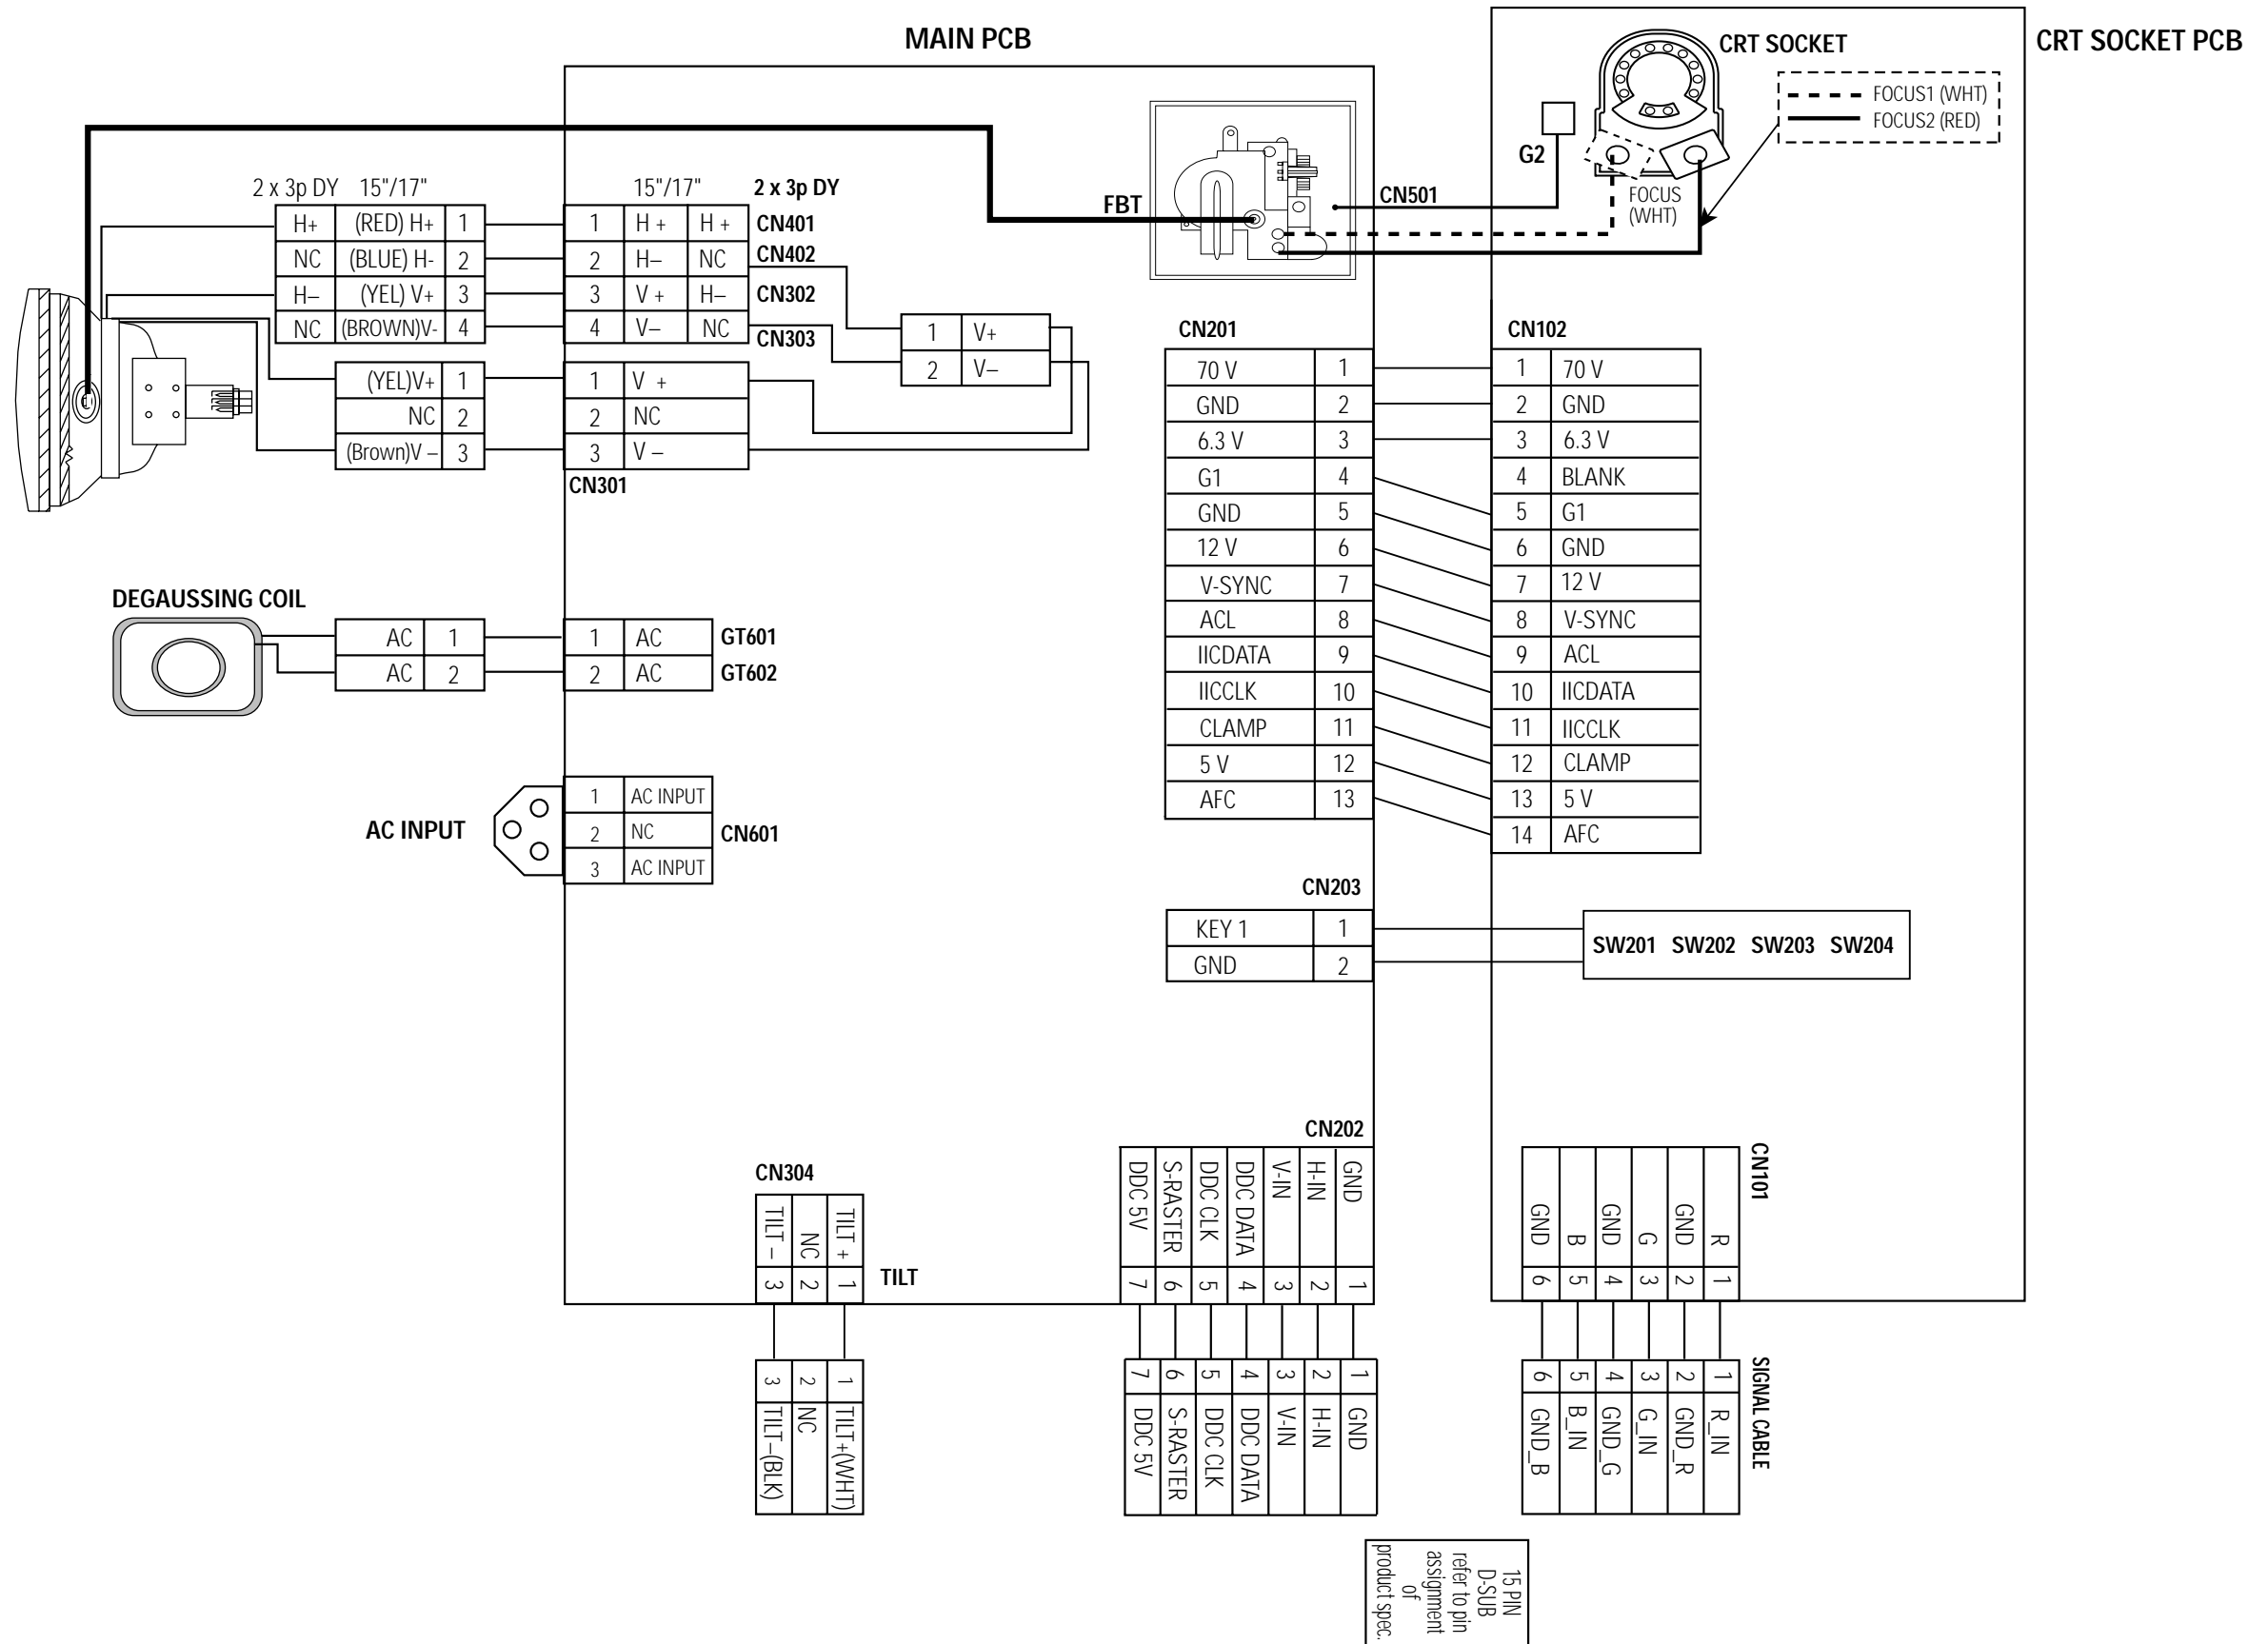 MAIN PCB
CRT SOCKET PCB
CRT SOCKET
FOCUS1 (WHT)
FOCUS2 (RED)
G2
FOCUS
(WHT)
CN501
FBT
2 x 3p DY 15"/17"
H+ (RED) H+ 1
NC (BLUE) H- 2
H– (YEL) V+ 3
NC (BROWN)V- 4
15"/17" 2 x 3p DY
1 H + H + CN401
2 H– NC CN402
3 V + H– CN302
4 V– NC CN303
1 V+
2 V–
(YEL)V+ 1
NC 2
(Brown)V – 3
1 V +
2 NC
3 V –
CN301
DEGAUSSING COIL
AC 1
AC 2
1 AC GT601
2 AC GT602
AC INPUT
1 AC INPUT
2 NC
3 AC INPUT
CN601
CN201
70 V 1
GND 2
6.3 V 3
G1 4
GND 5
12 V 6
V-SYNC 7
ACL 8
IICDATA 9
IICCLK 10
CLAMP 11
5 V 12
AFC 13
CN102
1 70 V
2 GND
3 6.3 V
4 BLANK
5 G1
6 GND
7 12 V
8 V-SYNC
9 ACL
10 IICDATA
11 IICCLK
12 CLAMP
13 5 V
14 AFC
CN203
KEY 1 1
GND 2
SW201 SW202 SW203 SW204
CN304
TILT – 3
NC 2
TILT + 1
TILT
3 TILT–(BLK)
2 NC
1 TILT+(WHT)
CN202
DDC 5V 7
S-RASTER 6
DDC CLK 5
DDC DATA 4
V-IN 3
H-IN 2
GND 1
7 DDC 5V
6 S-RASTER
5 DDC CLK
4 DDC DATA
3 V-IN
2 H-IN
1 GND
CN101
GND 6
B 5
GND 4
G 3
GND 2
R 1
SIGNAL CABLE
6 GND_B
5 B_IN
4 GND_G
3 G_IN
2 GND_R
1 R_IN
15 PIN
D-SUB
refer to pin
assignment
of
product spec.